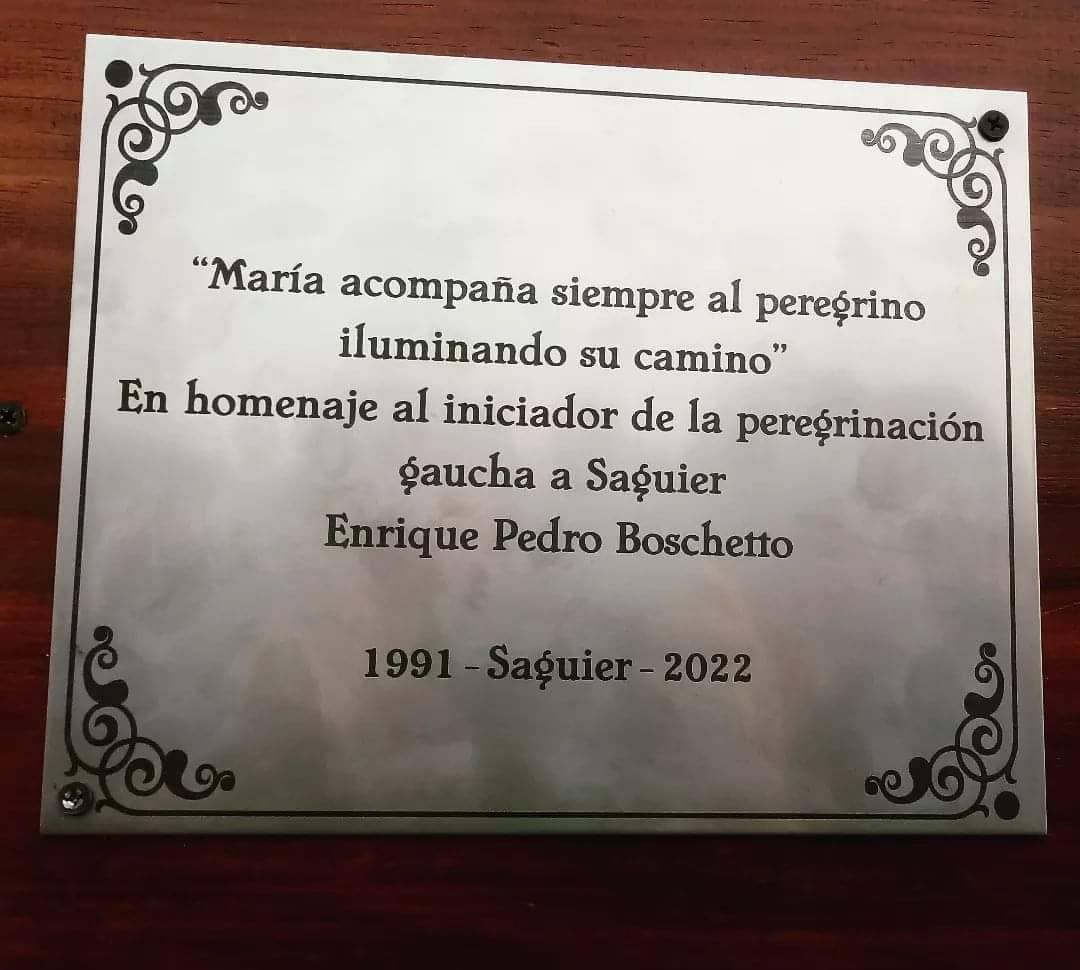 “María acompaña siempre al peregrino
iluminando su camino”
En homenaje al iniciador de la peregrinación
gaucha a Saguier
Enrique Pedro Boschetto
1991 - Saguier - 2022